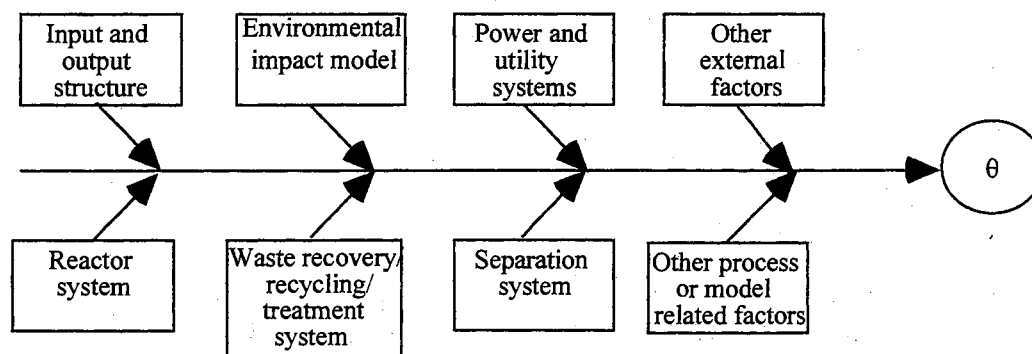 Input and
output
structure
Environmental
impact model
Power and
utility
systems
Other
external
factors
θ
Reactor
system
Waste recovery/
recycling/
treatment
system
Separation
system
Other process
or model
related factors